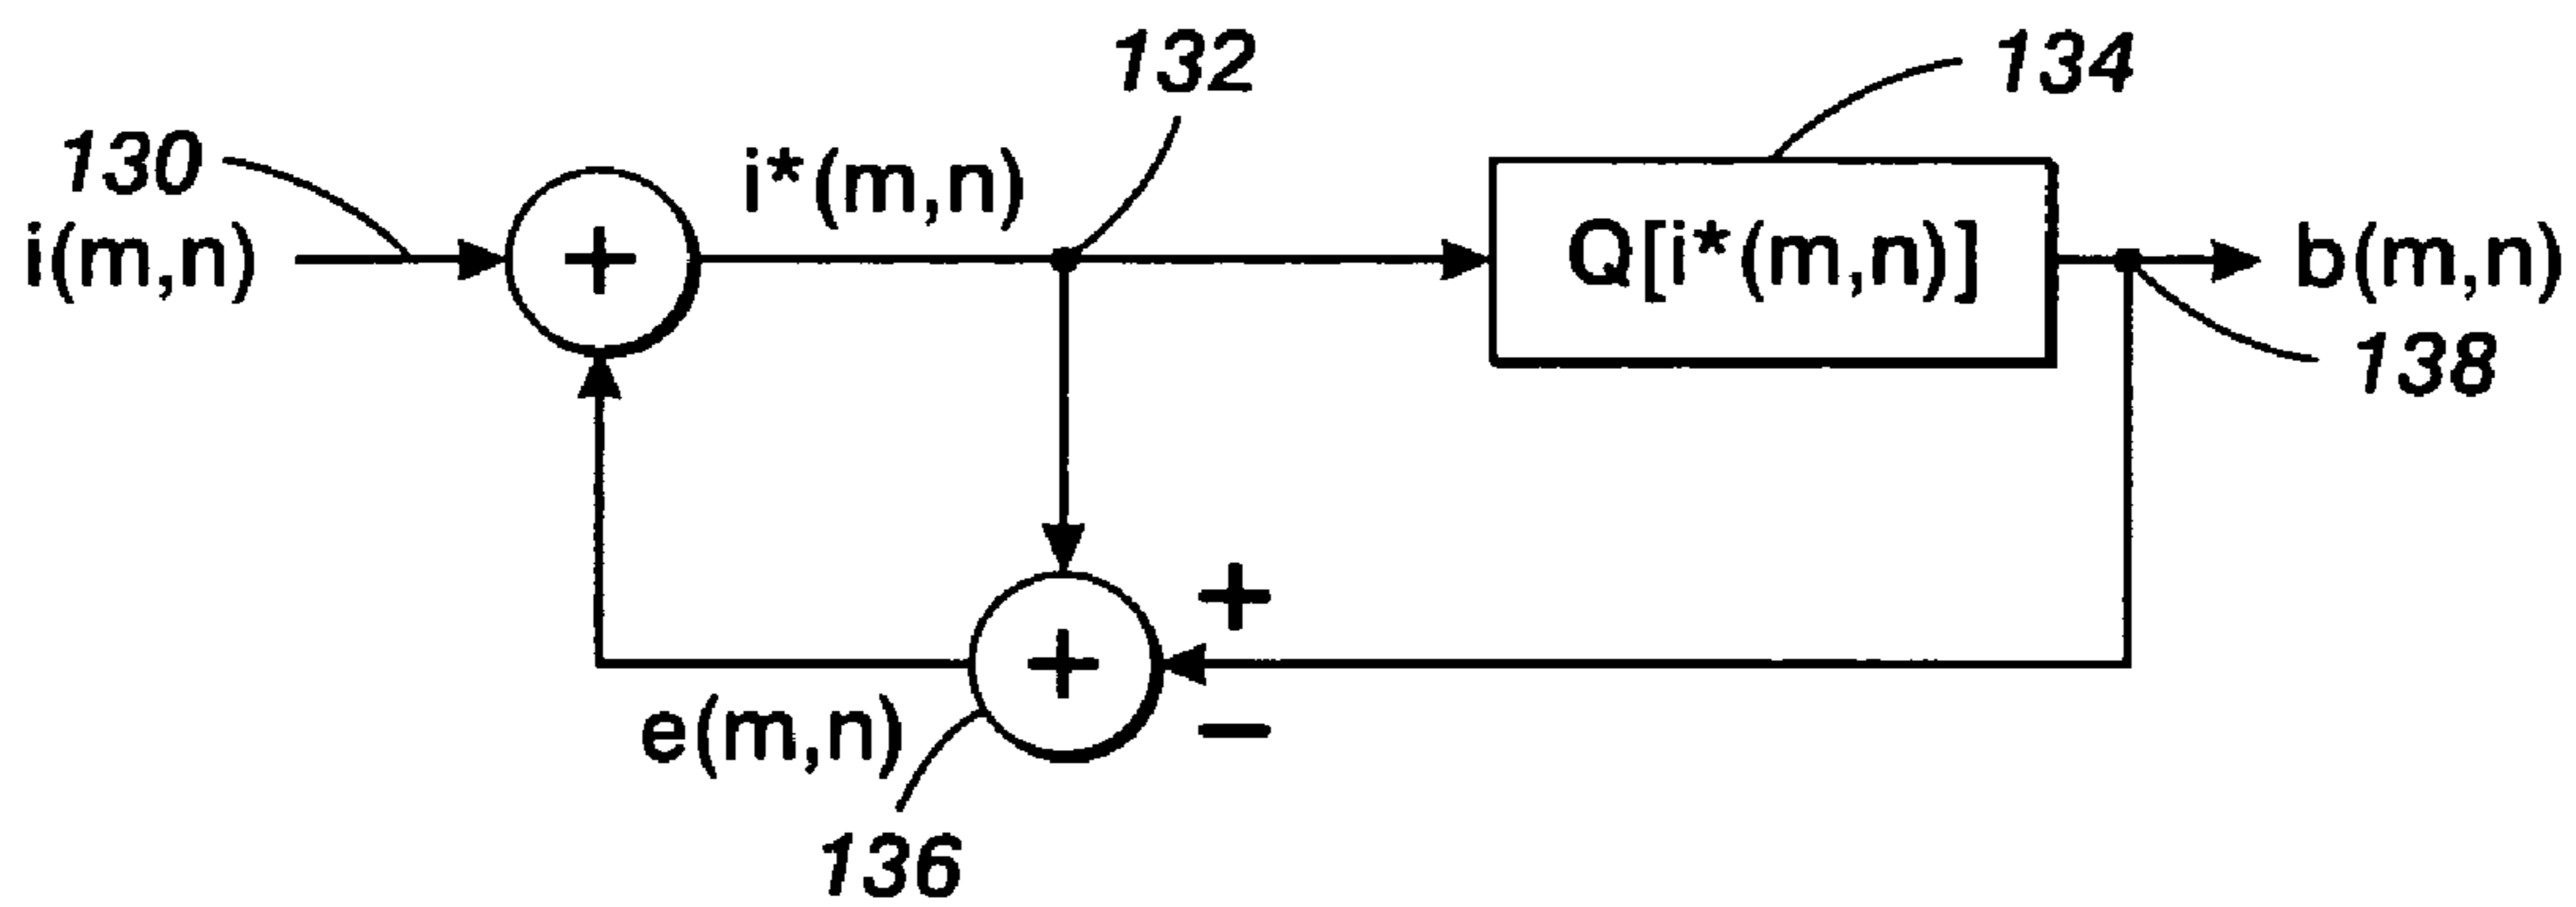 132
134
130
i*(m,n)
i(m,n)
+
Q[i*(m,n)]
b(m,n)
138
+
+
−
e(m,n)
136